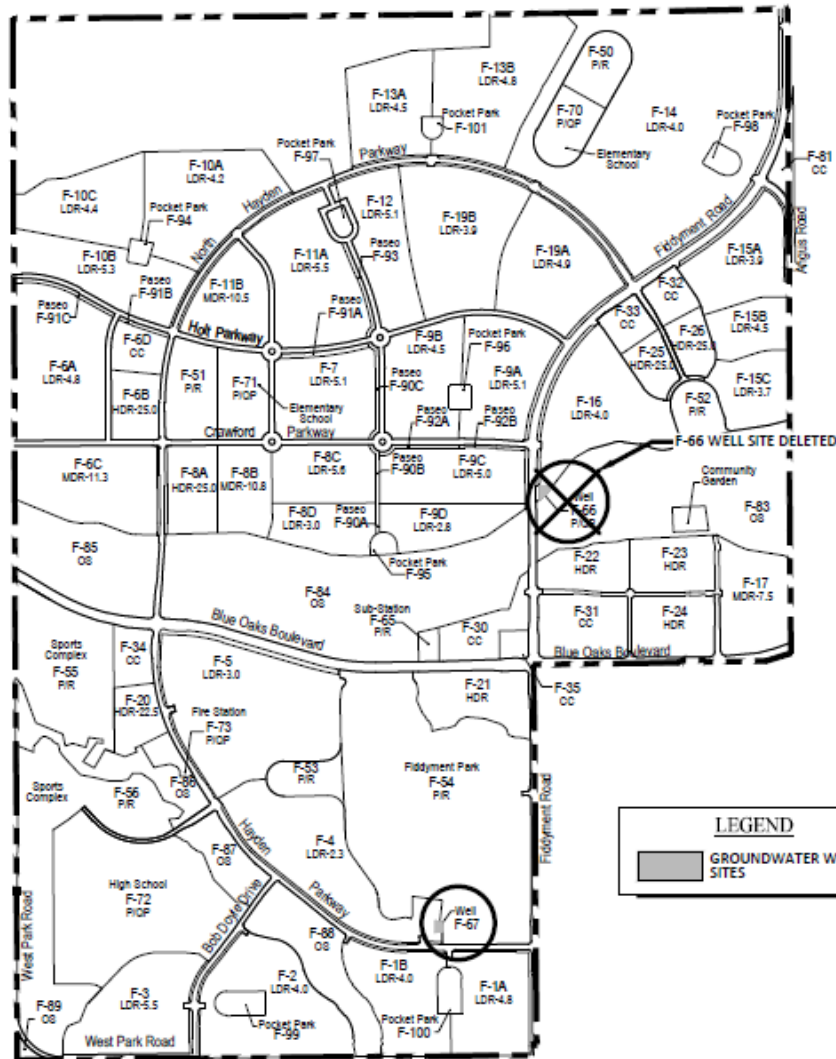 F-50
P/R
F-13B
LDR-4.8
F-13A
LDR-4.5
F-70
P/QP
F-14
LDR-4.0
Pocket Park
F-98
Pocket Park
F-101
Elementary
School
F-81
CC
Pocket Park
F-97
Parkway
F-10A
LDR-4.2
F-10C
LDR-4.4
Hayden
North
F-12
LDR-5.1
F-19B
LDR-3.9
Pocket Park
F-94
Fiddyment Road
Angus Road
F-10B
LDR-5.3
F-11A
LDR-5.5
Paseo
F-93
F-19A
LDR-4.9
F-15A
LDR-3.9
Paseo
F-91B
F-11B
MDR-10.5
F-32
CC
Paseo
F-91C
Paseo
F-91A
F-33
CC
F-15B
LDR-4.5
F-6D
CC
Holt Parkway
F-9B
LDR-4.5
Pocket Park
F-96
F-26
HDR-25.0
F-25
HDR-25.0
F-6A
LDR-4.8
F-51
P/R
F-71
P/QP
F-7
LDR-5.1
Paseo
F-90C
F-9A
LDR-5.1
F-15C
LDR-3.7
F-6B
HDR-25.0
Elementary
School
F-16
LDR-4.0
F-52
P/R
Paseo
F-92A
Paseo
F-92B
Crawford Parkway
F-66 WELL SITE DELETED
F-6C
MDR-11.3
F-8A
HDR-25.0
F-8B
MDR-10.8
F-8C
LDR-5.6
Paseo
F-90B
F-9C
LDR-5.0
Community
Garden
Well
F-66
P/QP
F-83
OS
F-8D
LDR-3.0
Paseo
F-90A
F-9D
LDR-2.8
F-85
OS
Pocket Park
F-95
F-22
HDR
F-23
HDR
F-17
MDR-7.5
F-84
OS
Sub-Station
F-65
P/R
F-30
CC
F-31
CC
F-24
HDR
Blue Oaks Boulevard
Blue Oaks Boulevard
Sports
Complex
F-55
P/R
F-34
CC
F-5
LDR-3.0
F-35
CC
F-21
HDR
F-20
HDR-22.5
Fire Station
F-73
P/QP
F-53
P/R
Fiddyment Park
F-54
P/R
F-86
OS
Sports
Complex
F-56
P/R
Fiddyment Road
Hayden
F-4
LDR-2.3
F-87
OS
LEGEND
GROUNDWATER W
SITES
High School
F-72
P/QP
Parkway
Bob Doyle Drive
Well
F-67
West Park Road
F-88
OS
F-1B
LDR-4.0
F-2
LDR-4.0
F-3
LDR-5.5
F-1A
LDR-4.8
F-89
OS
Pocket Park
F-99
Pocket Park
F-100
West Park Road